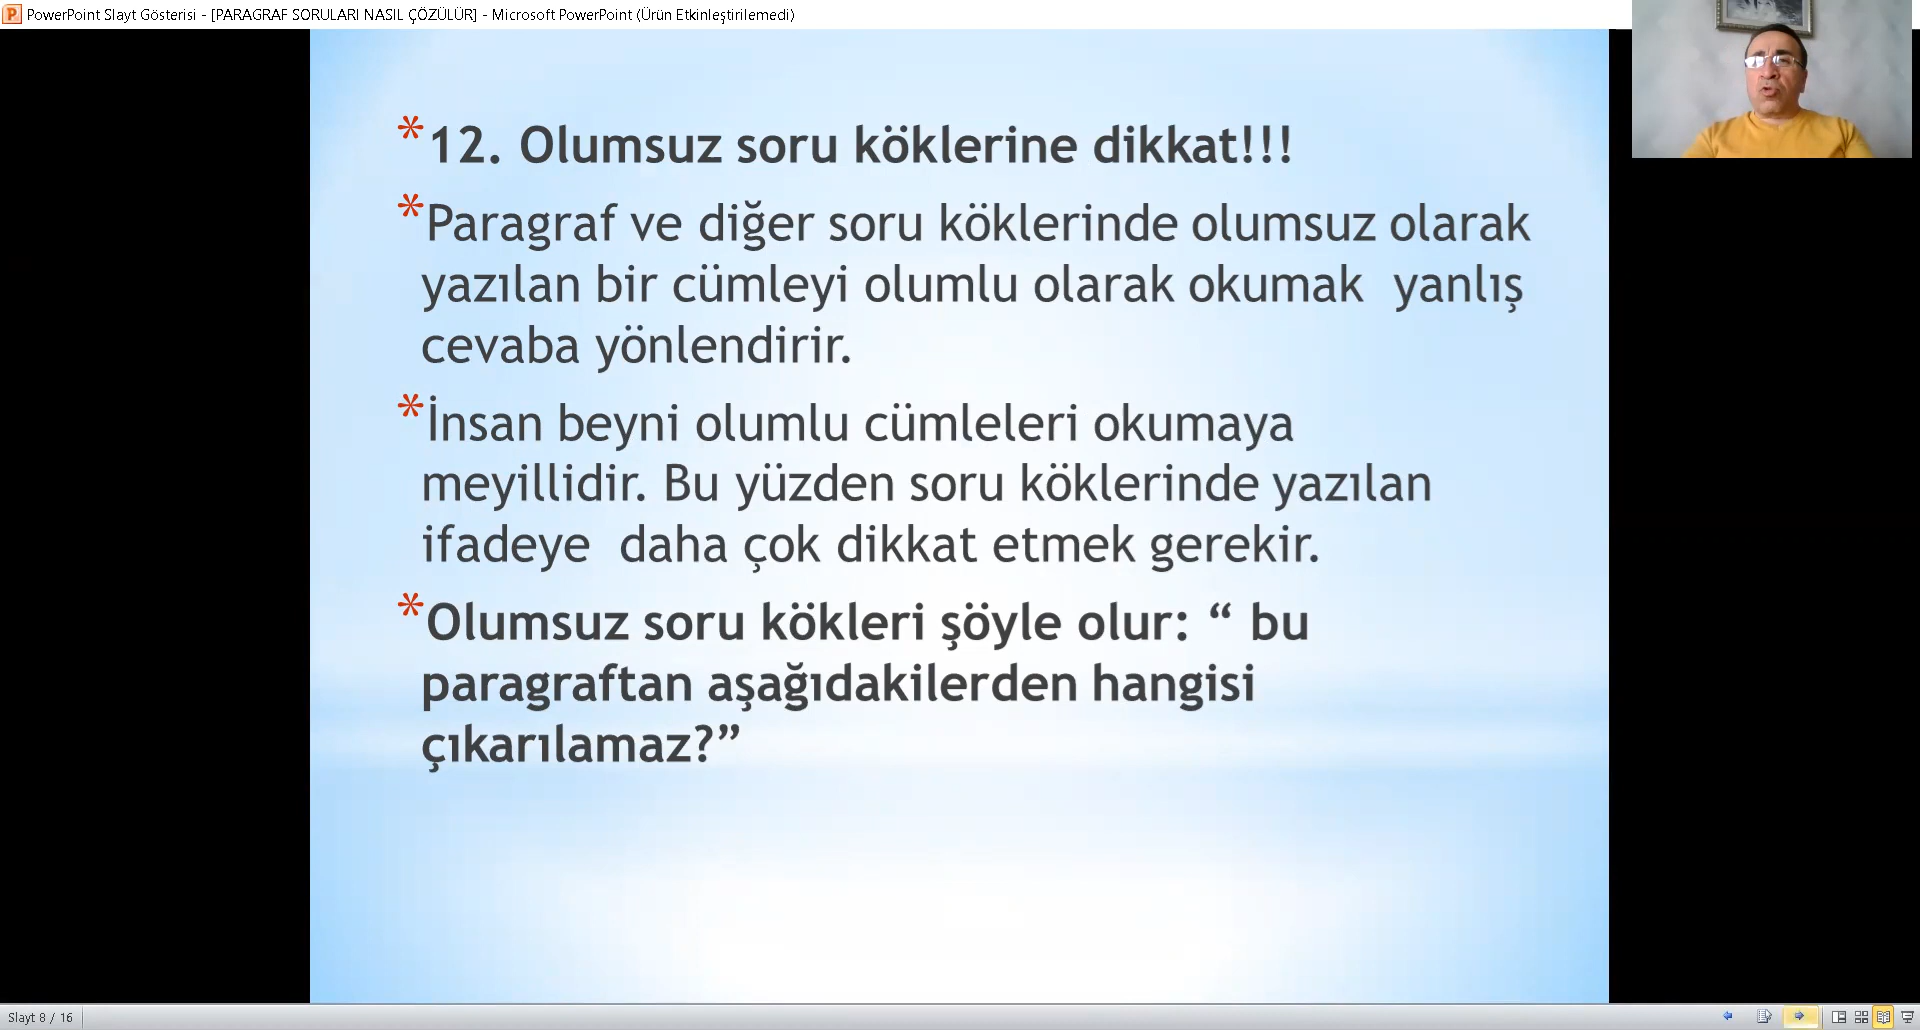 PowerPoint Slayt Gösterisi - [PARAGRAF SORULARI NASIL ÇÖZÜLÜR] - Microsoft PowerPoint (Ürün Etkinleştirilemedi)
*12. Olumsuz soru köklerine dikkat!!!
*Paragraf ve diğer soru köklerinde olumsuz olarak
yazılan bir cümleyi olumlu olarak okumak  yanlış
cevaba yönlendirir.
*İnsan beyni olumlu cümleleri okumaya
meyillidir. Bu yüzden soru köklerinde yazılan
ifadeye  daha çok dikkat etmek gerekir.
*Olumsuz soru kökleri şöyle olur: “ bu
paragraftan aşağıdakilerden hangisi
çıkarılamaz?”
Slayt 8 / 16